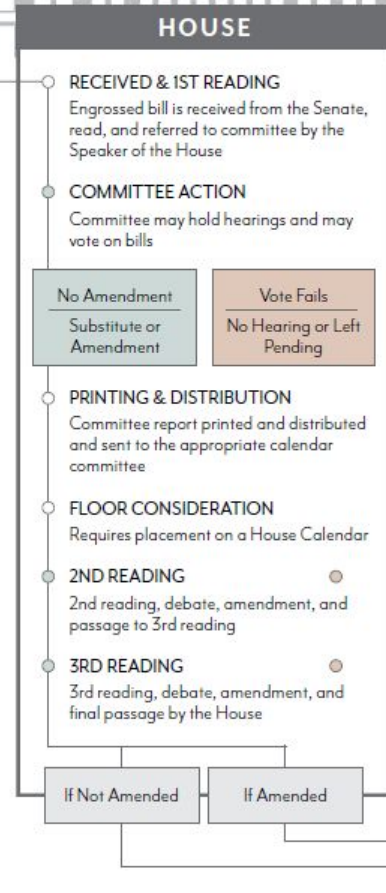 HOUSE
RECEIVED & 1ST READING
Engrossed bill is received from the Senate,
read, and referred to committee by the
Speaker of the House
COMMITTEE ACTION
Committee may hold hearings and may
vote on bills
No Amendment
Substitute or
Amendment
Vote Fails
No Hearing or Left
Pending
PRINTING & DISTRIBUTION
Committee report printed and distributed
and sent to the appropriate calendar
committee
FLOOR CONSIDERATION
Requires placement on a House Calendar
2ND READING
2nd reading, debate, amendment, and
passage to 3rd reading
3RD READING
3rd reading, debate, amendment, and
final passage by the House
If Not Amended
If Amended